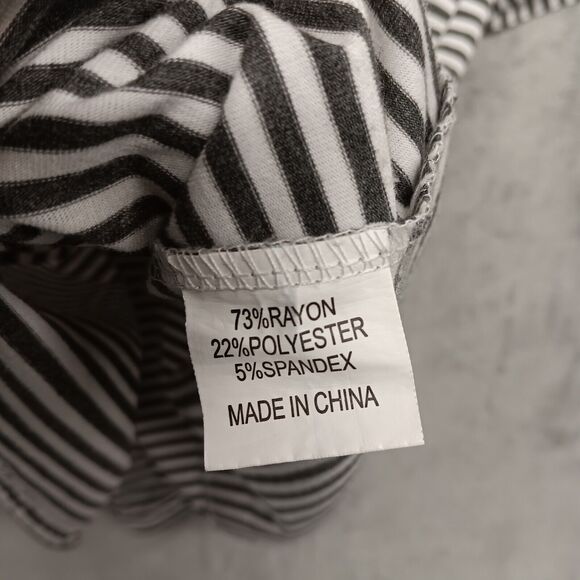 73%RAYON
22%POLYESTER
5%SPANDEX
MADE IN CHINA